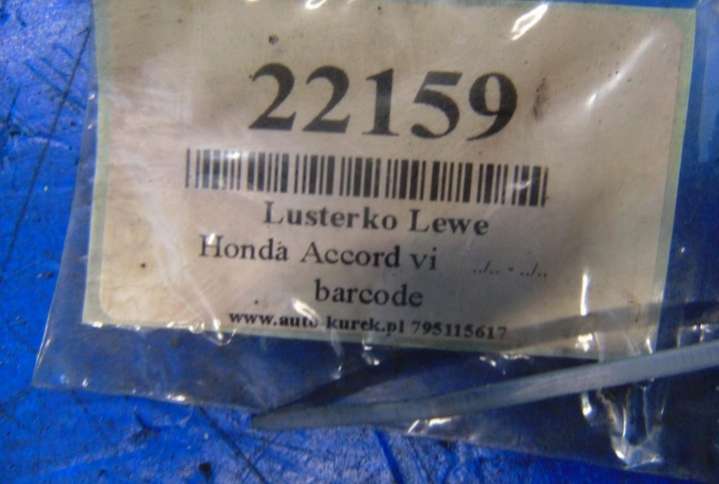 22159
Lusterko Lewe
Honda Accord vi ../.. - ../..
barcode
www.auto-kurek.pl 795115617